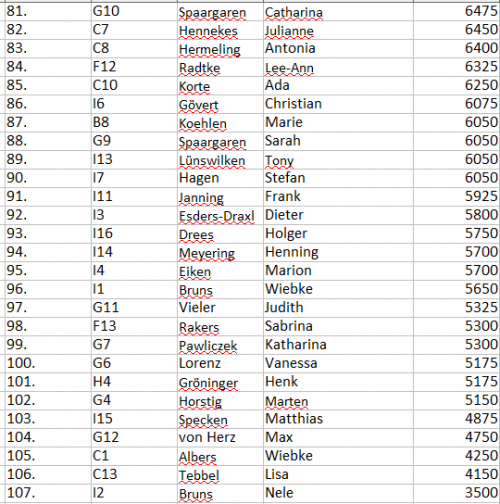 81. G10 Spaargaren Catharina 6475
82. C7 Hennekes Julianne 6450
83. C8 Hermeling Antonia 6400
84. F12 Radtke Lee-Ann 6325
85. C10 Korte Ada 6250
86. I6 Gövert Christian 6075
87. B8 Koehlen Marie 6050
88. G9 Spaargaren Sarah 6050
89. I13 Lünswilken Tony 6050
90. I7 Hagen Stefan 6050
91. I11 Janning Frank 5925
92. I3 Esders-Draxl Dieter 5800
93. I16 Drees Holger 5750
94. I14 Meyering Henning 5700
95. I4 Eiken Marion 5700
96. I1 Bruns Wiebke 5650
97. G11 Vieler Judith 5325
98. F13 Rakers Sabrina 5300
99. G7 Pawliczek Katharina 5300
100. G6 Lorenz Vanessa 5175
101. H4 Gröninger Henk 5175
102. G4 Horstig Marten 5150
103. I15 Specken Matthias 4875
104. G12 von Herz Max 4750
105. C1 Albers Wiebke 4250
106. C13 Tebbel Lisa 4150
107. I2 Bruns Nele 3500